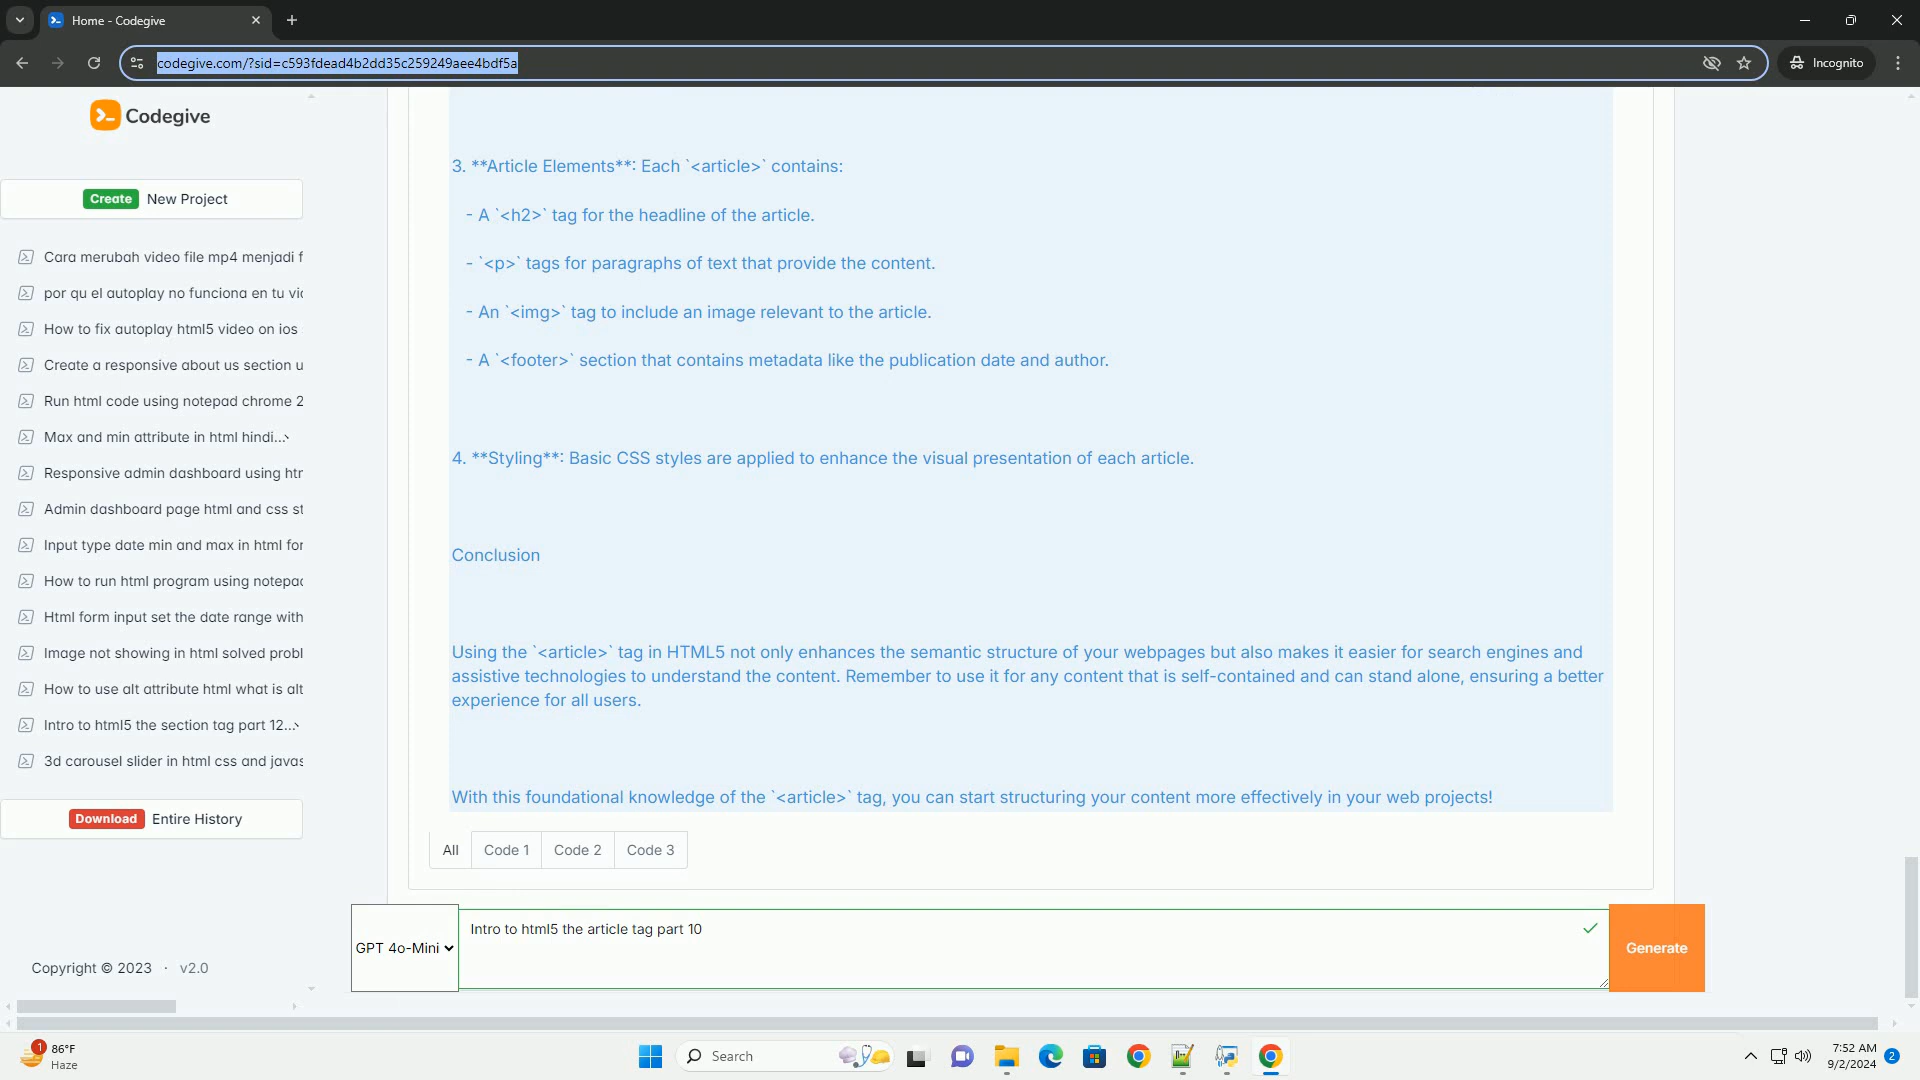 Home - Codegive
codegive.com/?sid=c593fdead4b2dd35c259249aee4bdf5a
Incognito
Codegive
Create New Project
Cara merubah video file mp4 menjadi f
por qu el autoplay no funciona en tu vi
How to fix autoplay html5 video on ios
Create a responsive about us section u
Run html code using notepad chrome 2
Max and min attribute in html hindi...
Responsive admin dashboard using htr
Admin dashboard page html and css st
Input type date min and max in html for
How to run html program using notepad
Html form input set the date range with
Image not showing in html solved probl
How to use alt attribute html what is alt
Intro to html5 the section tag part 12...
3d carousel slider in html css and javas
Download Entire History
Copyright © 2023 · v2.0
3. **Article Elements**: Each `<article>` contains:
- A `<h2>` tag for the headline of the article.
- `<p>` tags for paragraphs of text that provide the content.
- An `<img>` tag to include an image relevant to the article.
- A `<footer>` section that contains metadata like the publication date and author.
4. **Styling**: Basic CSS styles are applied to enhance the visual presentation of each article.
Conclusion
Using the `<article>` tag in HTML5 not only enhances the semantic structure of your webpages but also makes it easier for search engines and
assistive technologies to understand the content. Remember to use it for any content that is self-contained and can stand alone, ensuring a better
experience for all users.
With this foundational knowledge of the `<article>` tag, you can start structuring your content more effectively in your web projects!
All Code 1 Code 2 Code 3
GPT 4o-Mini
Intro to html5 the article tag part 10
Generate
1
86°F
Haze
Search
7:52 AM
9/2/2024
2